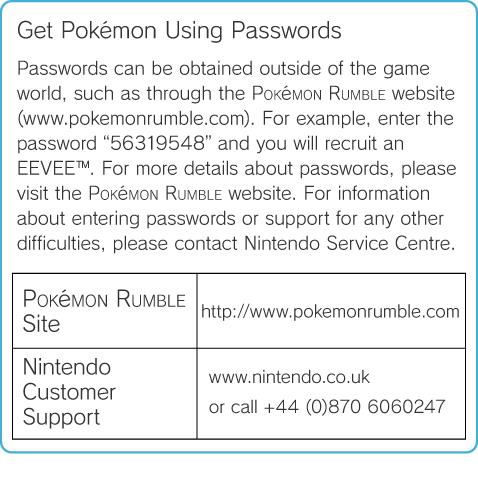 Get Pokémon Using Passwords
Passwords can be obtained outside of the game
world, such as through the POKéMON RUMBLE website
(www.pokemonrumble.com). For example, enter the
password “56319548” and you will recruit an
EEVEE™. For more details about passwords, please
visit the POKéMON RUMBLE website. For information
about entering passwords or support for any other
difficulties, please contact Nintendo Service Centre.
POKéMON RUMBLE
Site
http://www.pokemonrumble.com
Nintendo
Customer
Support
www.nintendo.co.uk
or call +44 (0)870 6060247